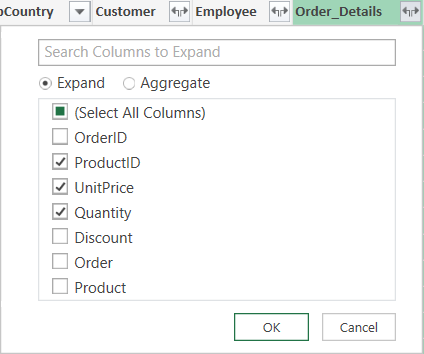 pCountry Customer Employee Order_Details
Search Columns to Expand
Expand Aggregate
(Select All Columns)
OrderID
ProductID
UnitPrice
Quantity
Discount
Order
Product
OK Cancel